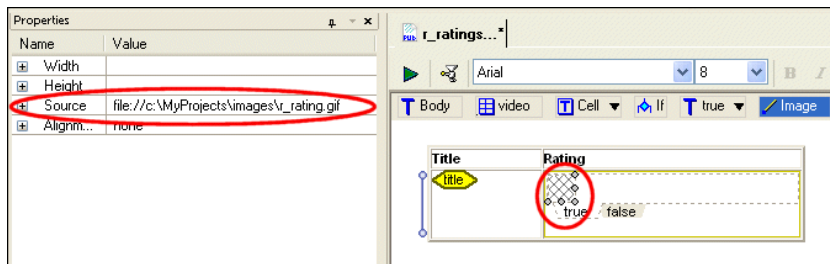 Properties
Name Value
Width
Height
Source file://c:\MyProjects\images\r_rating.gif
Alignm... none
PUB r_ratings...*
Arial 8 B I
Body video Cell If true Image
Title Rating
title
true false